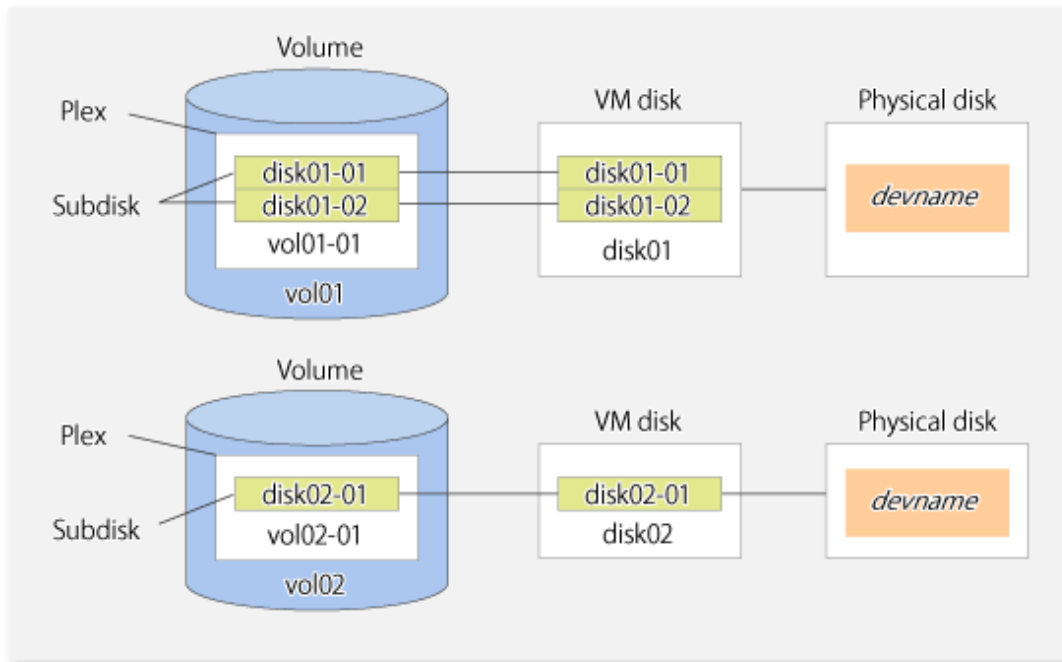 Volume
VM disk
Physical disk
Plex
disk01-01
disk01-01
devname
Subdisk
disk01-02
disk01-02
vol01-01
disk01
vol01
Volume
VM disk
Physical disk
Plex
disk02-01
disk02-01
devname
Subdisk
vol02-01
disk02
vol02